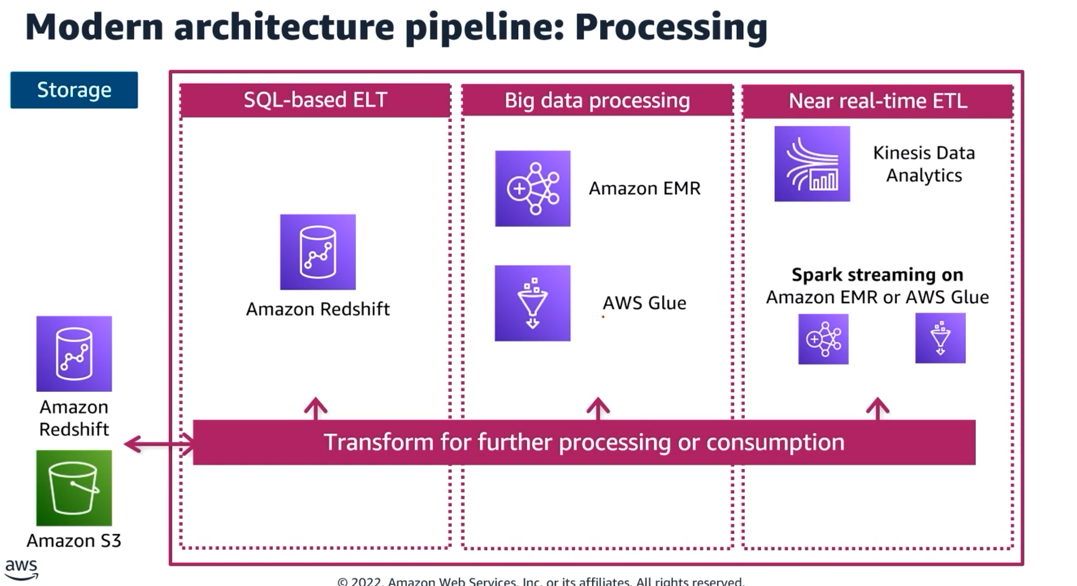 Modern architecture pipeline: Processing
Storage
SQL-based ELT
Big data processing
Near real-time ETL
Kinesis Data
Analytics
Amazon EMR
Amazon Redshift
AWS Glue
Spark streaming on
Amazon EMR or AWS Glue
Amazon
Redshift
Transform for further processing or consumption
Amazon S3
aws
© 2022, Amazon Web Services, Inc. or its affiliates. All rights reserved.